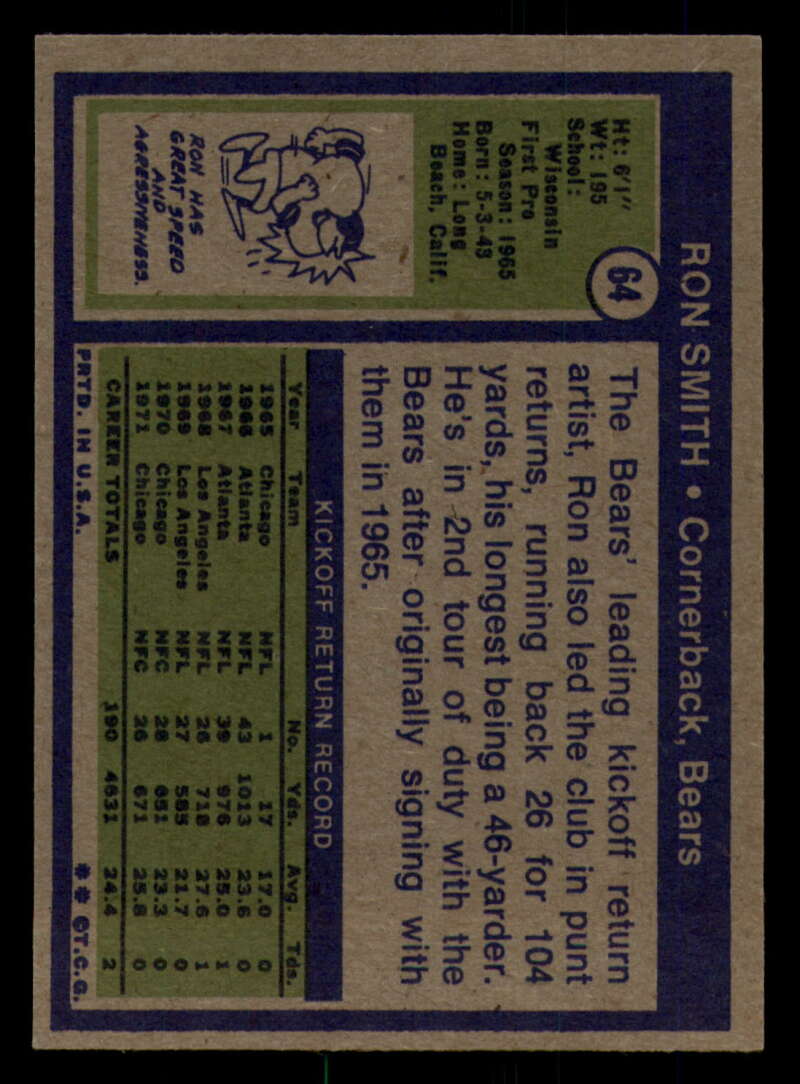 RON SMITH • Cornerback, Bears
64
Ht: 6'1"
Wt: 195
School:
Wisconsin
First Pro
Season: 1965
Born: 5-3-43
Home: Long
Beach, Calif.
RON HAS
GREAT SPEED
AND
AGRESSIVENESS.
The Bears' leading kickoff return
artist, Ron also led the club in punt
returns, running back 26 for 104
yards, his longest being a 46-yarder.
He's in 2nd tour of duty with the
Bears after originally signing with
them in 1965.
KICKOFF RETURN RECORD
Year Team No. Yds. Avg. Tds.
1965 Chicago NFL 1 17 17.0 0
1966 Atlanta NFL 43 1013 23.6 0
1967 Atlanta NFL 39 976 25.0 1
1968 Los Angeles NFL 26 718 27.6 1
1969 Los Angeles NFL 27 585 21.7 0
1970 Chicago NFC 28 651 23.3 0
1971 Chicago NFC 26 671 25.8 0
CAREER TOTALS 190 4631 24.4 2
PRTD. IN U.S.A.
** ©T.C.G.